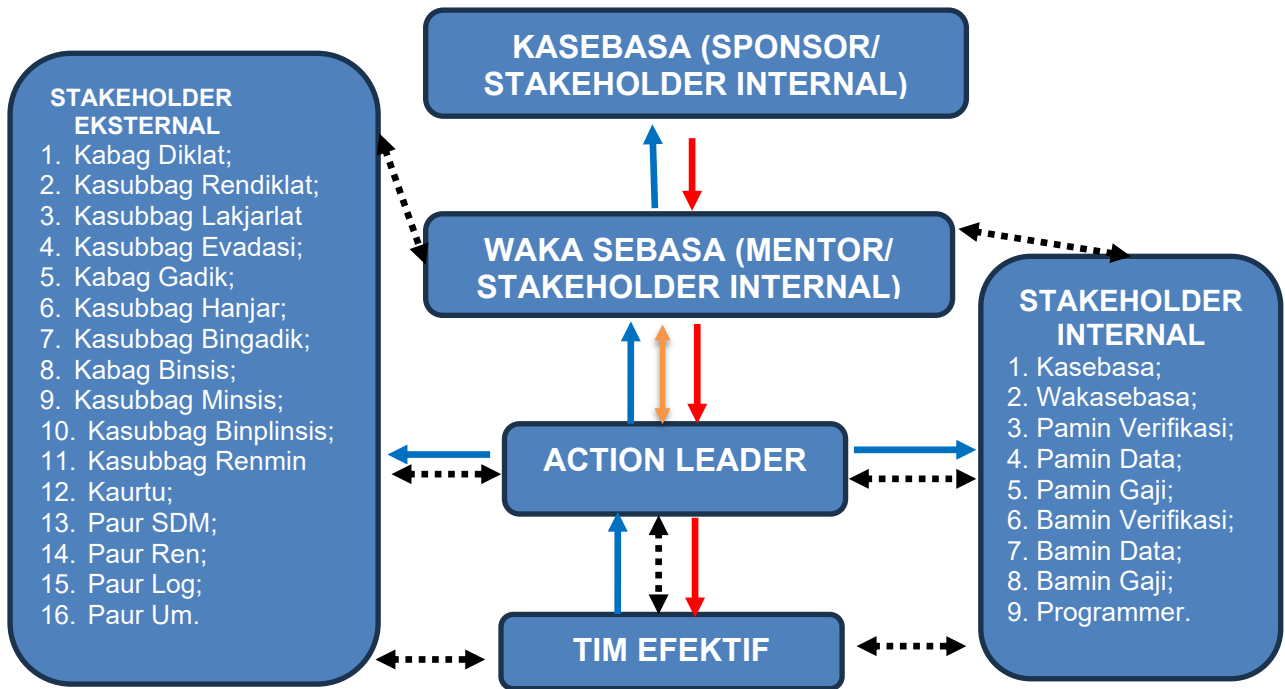 KASEBASA (SPONSOR/
STAKEHOLDER INTERNAL)
STAKEHOLDER
EKSTERNAL
1. Kabag Diklat;
2. Kasubbag Rendiklat;
3. Kasubbag Lakjarlat
4. Kasubbag Evadasi;
5. Kabag Gadik;
6. Kasubbag Hanjar;
7. Kasubbag Bingadik;
8. Kabag Binsis;
9. Kasubbag Minsis;
10. Kasubbag Binplinsis;
11. Kasubbag Renmin
12. Kaurtu;
13. Paur SDM;
14. Paur Ren;
15. Paur Log;
16. Paur Um.
WAKA SEBASA (MENTOR/
STAKEHOLDER INTERNAL)
ACTION LEADER
TIM EFEKTIF
STAKEHOLDER
INTERNAL
1. Kasebasa;
2. Wakasebasa;
3. Pamin Verifikasi;
4. Pamin Data;
5. Pamin Gaji;
6. Bamin Verifikasi;
7. Bamin Data;
8. Bamin Gaji;
9. Programmer.